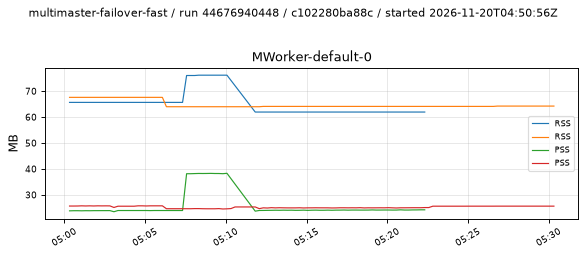 multimaster-failover-fast / run 44676940448 / c102280ba88c / started 2026-11-20T04:50:56Z
MWorker-default-0
MB
70
60
50
40
30
RSS
RSS
PSS
PSS
05:00
05:05
05:10
05:15
05:20
05:25
05:30